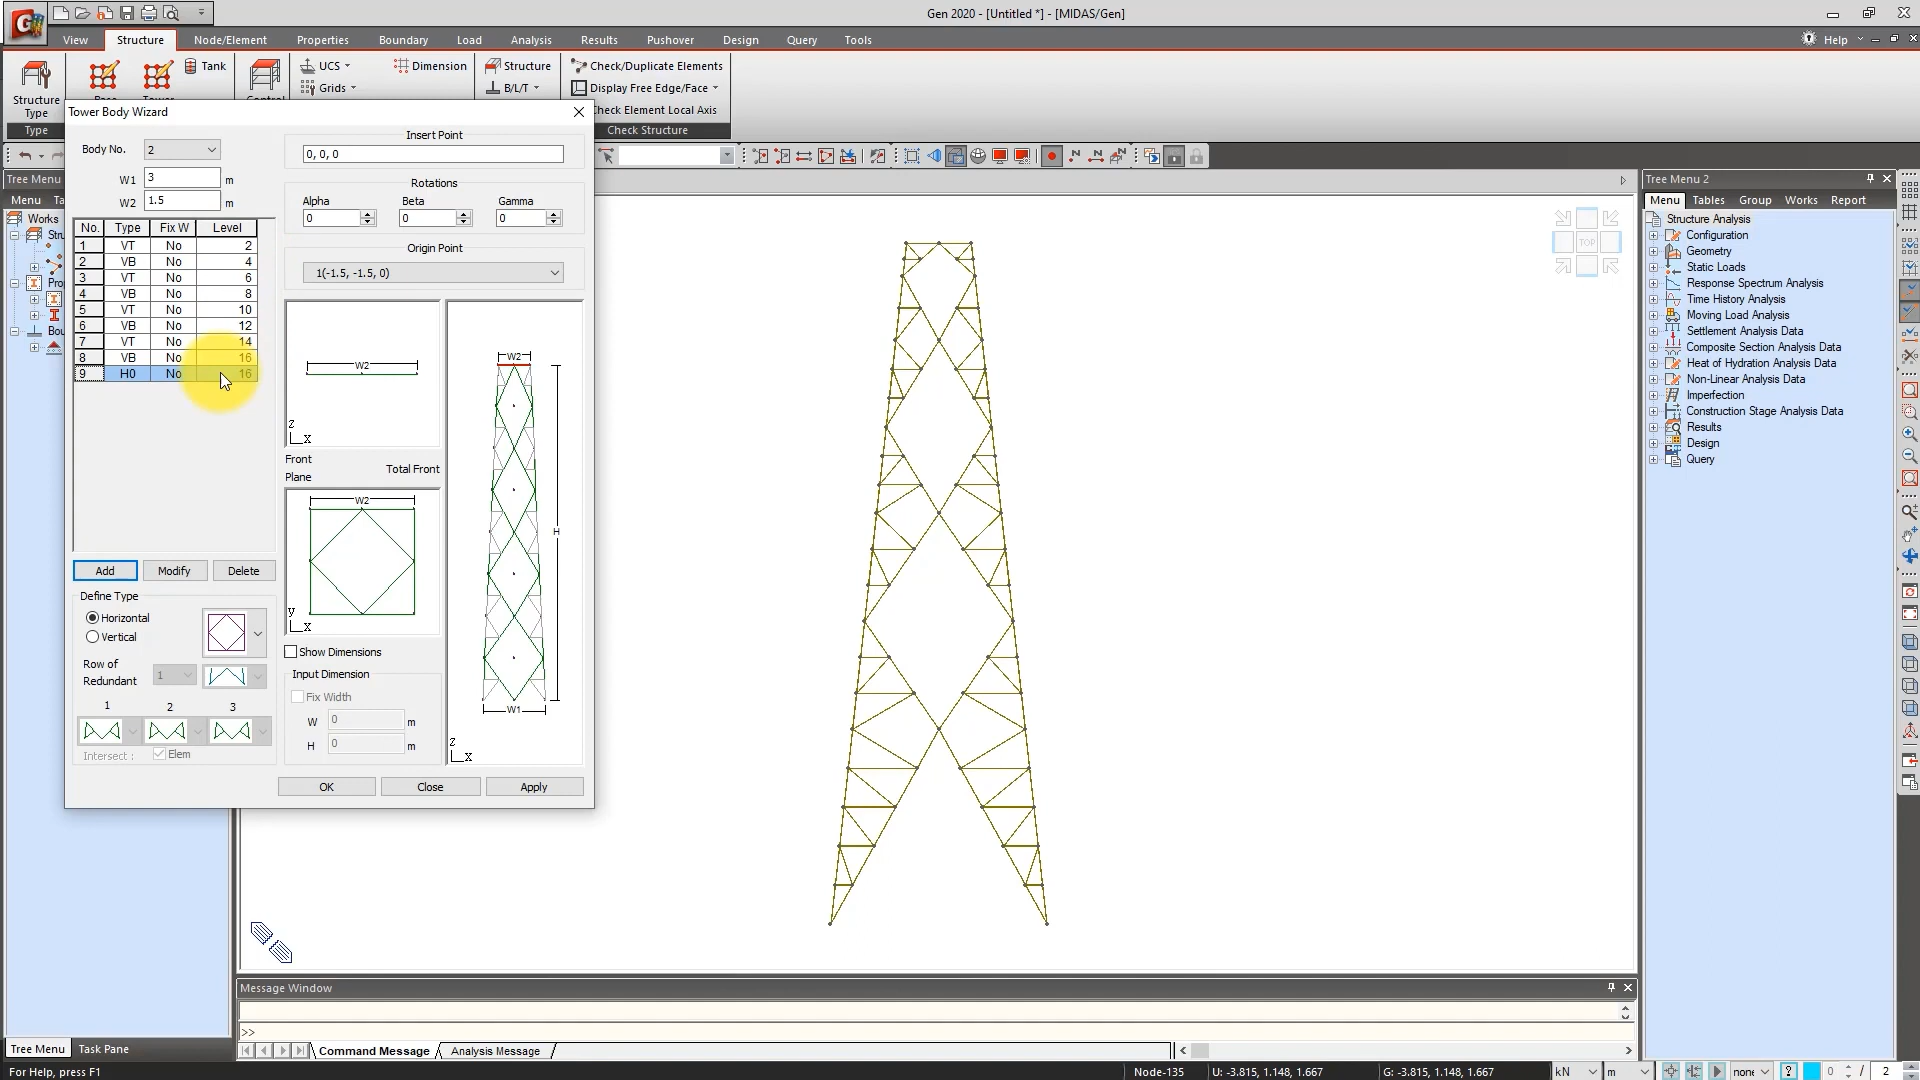 Gen 2020 - [Untitled *] - [MIDAS/Gen]
View Structure Node/Element Properties Boundary Load Analysis Results Pushover Design Query Tools Help
Structure Type
Tank
UCS
Grids
Dimension
Structure
B/L/T
Check/Duplicate Elements
Display Free Edge/Face
Check Element Local Axis
Type
Check Structure
Tower Body Wizard
Body No. 2
W1 3 m
W2 1.5 m
No. Type Fix W Level
1 VT No 2
2 VB No 4
3 VT No 6
4 VB No 8
5 VT No 10
6 VB No 12
7 VT No 14
8 VB No 16
9 H0 No 16
Add Modify Delete
Define Type
Horizontal
Vertical
Row of Redundant 1
1 2 3
Intersect : Elem
Insert Point
0, 0, 0
Rotations
Alpha Beta Gamma
0 0 0
Origin Point
1(-1.5, -1.5, 0)
W2
Z
X
Front
Plane
Total Front
W2
y
X
W2
H
W1
Z
X
Show Dimensions
Input Dimension
Fix Width
W 0 m
H 0 m
OK Close Apply
Tree Menu
Menu
Works
TOP
Tree Menu 2
Menu Tables Group Works Report
Structure Analysis
Configuration
Geometry
Static Loads
Response Spectrum Analysis
Time History Analysis
Moving Load Analysis
Settlement Analysis Data
Composite Section Analysis Data
Heat of Hydration Analysis Data
Non-Linear Analysis Data
Imperfection
Construction Stage Analysis Data
Results
Design
Query
Message Window
>>
Command Message Analysis Message
Tree Menu Task Pane
For Help, press F1
Node-135 U: -3.815, 1.148, 1.667 G: -3.815, 1.148, 1.667 kN m none ? 0 / 2